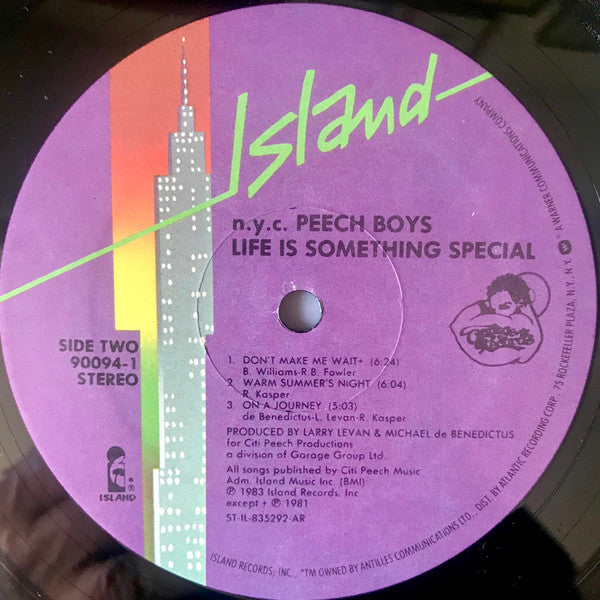 Island
n.y.c. PEECH BOYS
LIFE IS SOMETHING SPECIAL
SIDE TWO
90094-1
STEREO
1. DON'T MAKE ME WAIT+ (6:24)
B. Williams-R.B. Fowler
2. WARM SUMMER'S NIGHT (6:04)
R. Kasper
3. ON A JOURNEY (5:03)
de Benedictus-L. Levan-R. Kasper
PRODUCED BY LARRY LEVAN & MICHAEL de BENEDICTUS
for Citi Peech Productions
a division of Garage Group Ltd.
All songs published by Citi Peech Music
Adm. Island Music Inc. (BMI)
℗ 1983 Island Records, Inc
except + ℗ 1981
ST-IL-835292-AR
ISLAND
ISLAND RECORDS, INC., *TM OWNED BY ANTILLES COMMUNICATIONS LTD., DIST. BY ATLANTIC RECORDING CORP. 75 ROCKEFELLER PLAZA, N.Y., N.Y. A WARNER COMMUNICATIONS COMPANY